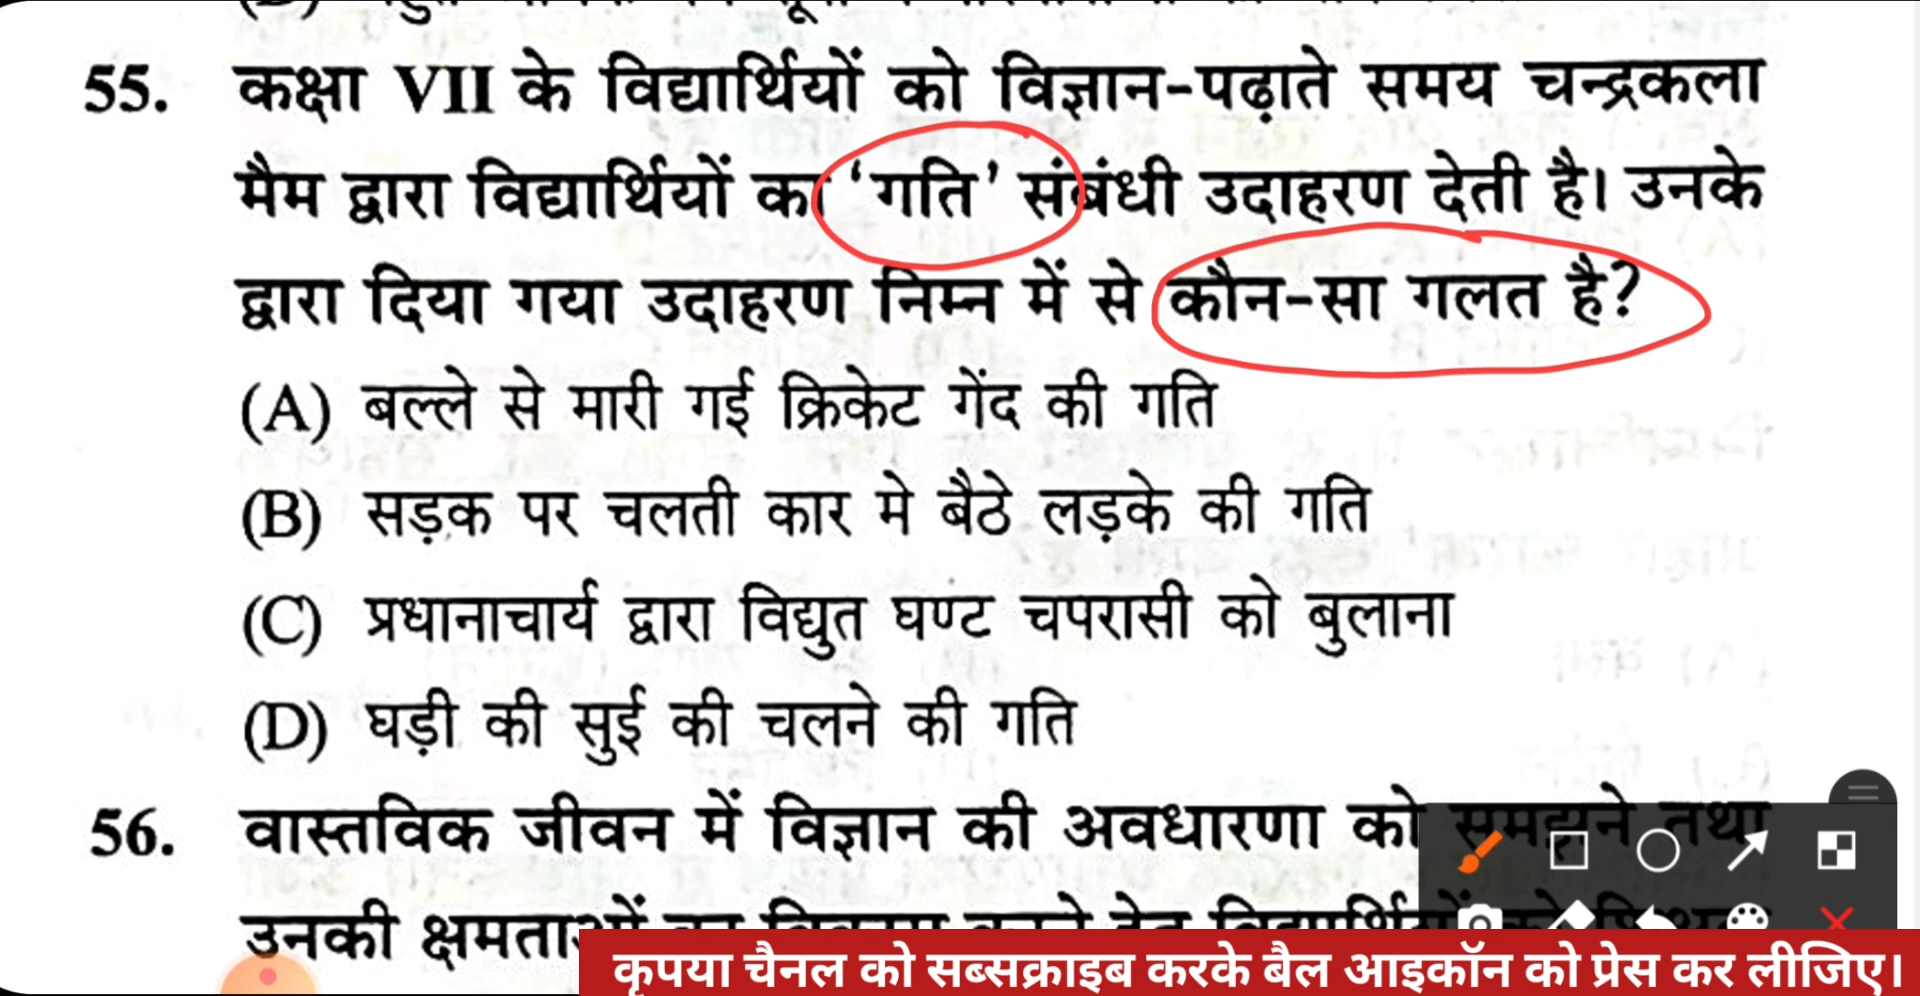 55. कक्षा VII के विद्यार्थियों को विज्ञान-पढ़ाते समय चन्द्रकला
मैम द्वारा विद्यार्थियों का 'गति' संबंधी उदाहरण देती है। उनके
द्वारा दिया गया उदाहरण निम्न में से कौन-सा गलत है?
(A) बल्ले से मारी गई क्रिकेट गेंद की गति
(B) सड़क पर चलती कार मे बैठे लड़के की गति
(C) प्रधानाचार्य द्वारा विद्युत घण्ट चपरासी को बुलाना
(D) घड़ी की सुई की चलने की गति
56. वास्तविक जीवन में विज्ञान की अवधारणा को समझने तथा
उनकी
कृपया चैनल को सब्सक्राइब करके बैल आइकॉन को प्रेस कर लीजिए।